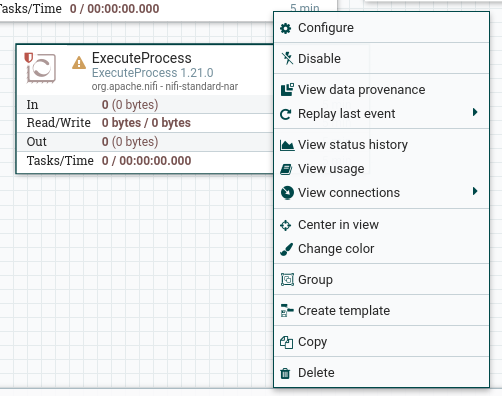 Tasks/Time 0 / 00:00:00.000 5 min
ExecuteProcess
ExecuteProcess 1.21.0
org.apache.nifi - nifi-standard-nar
In 0 (0 bytes)
Read/Write 0 bytes / 0 bytes
Out 0 (0 bytes)
Tasks/Time 0 / 00:00:00.000
Configure
Disable
View data provenance
Replay last event
View status history
View usage
View connections
Center in view
Change color
Group
Create template
Copy
Delete